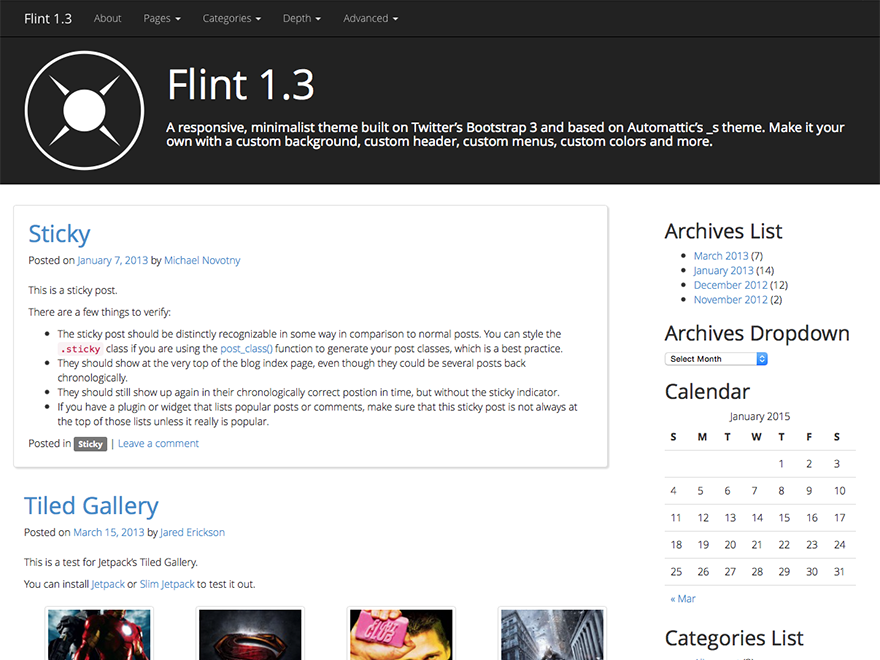 Flint 1.3 About Pages Categories Depth Advanced
Flint 1.3
A responsive, minimalist theme built on Twitter's Bootstrap 3 and based on Automattic's _s theme. Make it your
own with a custom background, custom header, custom menus, custom colors and more.
Sticky
Posted on January 7, 2013 by Michael Novotny
This is a sticky post.
There are a few things to verify:
The sticky post should be distinctly recognizable in some way in comparison to normal posts. You can style the
.sticky class if you are using the post_class() function to generate your post classes, which is a best practice.
They should show at the very top of the blog index page, even though they could be several posts back
chronologically.
They should still show up again in their chronologically correct postion in time, but without the sticky indicator.
If you have a plugin or widget that lists popular posts or comments, make sure that this sticky post is not always at
the top of those lists unless it really is popular.
Posted in Sticky | Leave a comment
Tiled Gallery
Posted on March 15, 2013 by Jared Erickson
This is a test for Jetpack's Tiled Gallery.
You can install Jetpack or Slim Jetpack to test it out.
FIGHT CLUB
Archives List
March 2013 (7)
January 2013 (14)
December 2012 (12)
November 2012 (2)
Archives Dropdown
Select Month
Calendar
January 2015
S M T W T F S
1 2 3
4 5 6 7 8 9 10
11 12 13 14 15 16 17
18 19 20 21 22 23 24
25 26 27 28 29 30 31
« Mar
Categories List